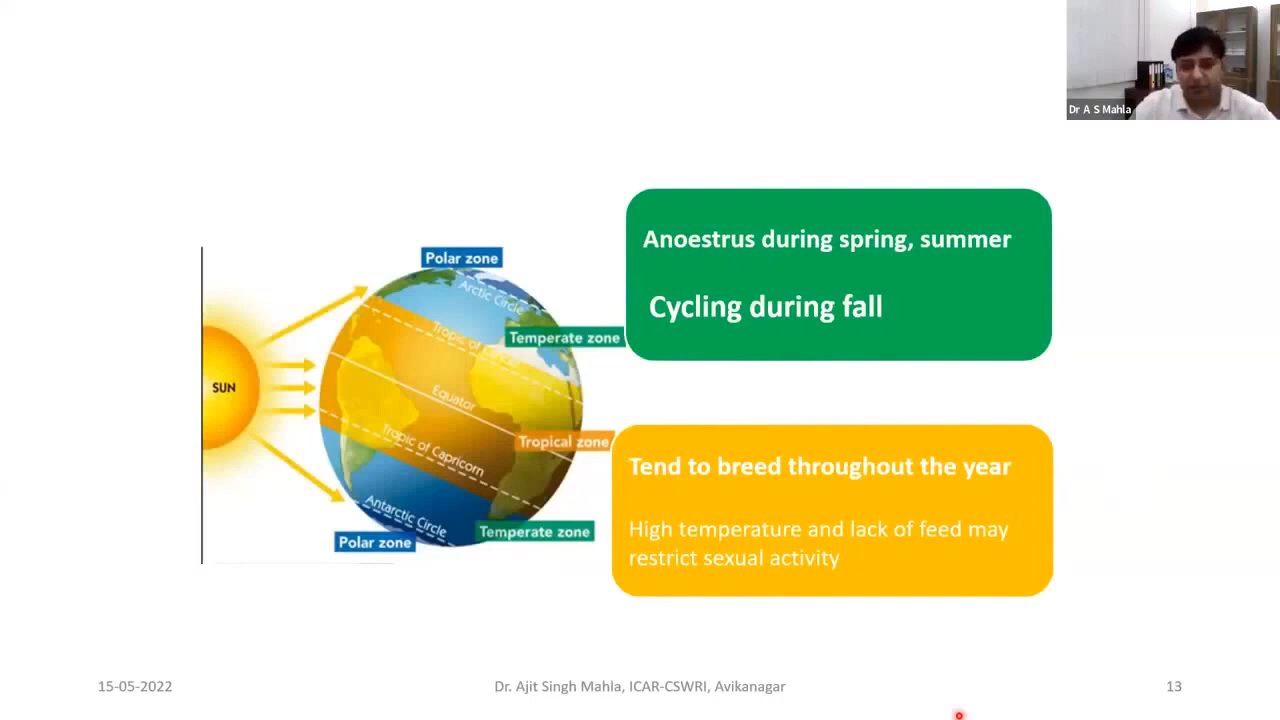 Dr A S Mahla
Anoestrus during spring, summer
Cycling during fall
Polar zone
Arctic Circle
Temperate zone
Tropic of
SUN
Equator
Tropic of Capricorn
Tropical zone
Tend to breed throughout the year
High temperature and lack of feed may
restrict sexual activity
Antarctic Circle
Temperate zone
Polar zone
15-05-2022
Dr. Ajit Singh Mahla, ICAR-CSWRI, Avikanagar
13